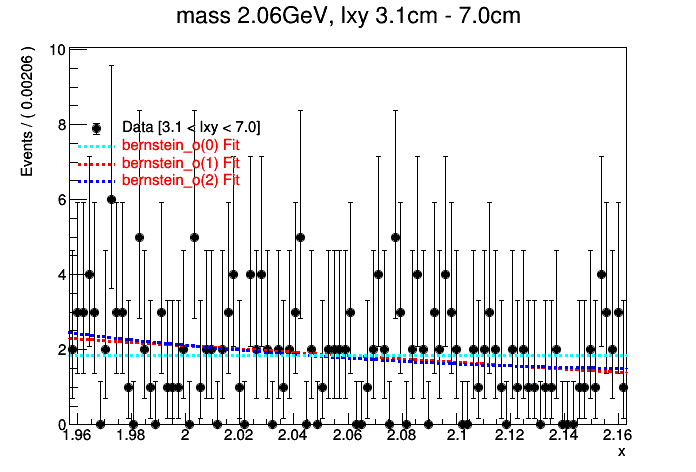 mass 2.06GeV, lxy 3.1cm - 7.0cm
Events / ( 0.00206 )
10
8
6
4
2
0
Data [3.1 < lxy < 7.0]
bernstein_o(0) Fit
bernstein_o(1) Fit
bernstein_o(2) Fit
1.96 1.98 2 2.02 2.04 2.06 2.08 2.1 2.12 2.14 2.16
x